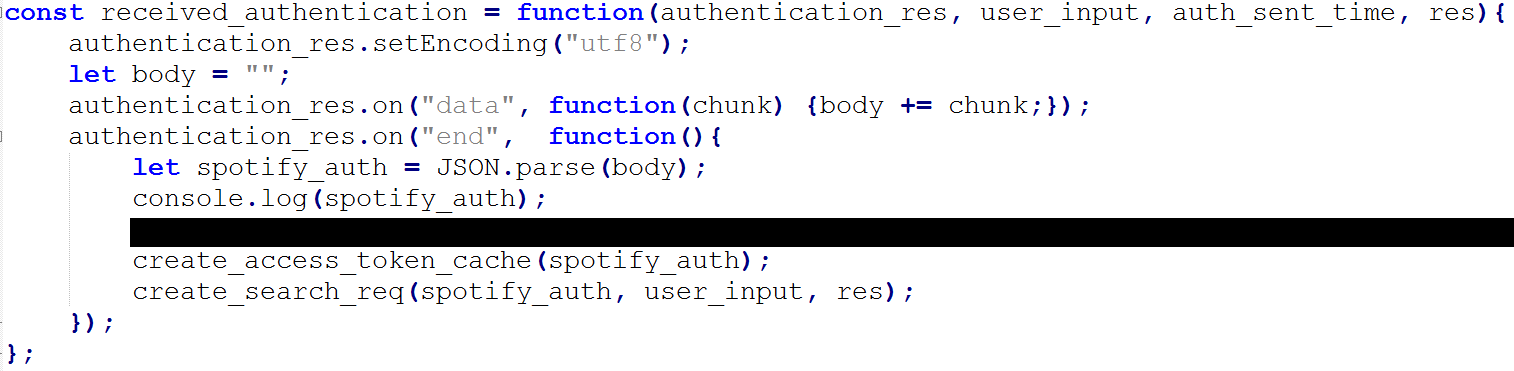 const received_authentication = function(authentication_res, user_input, auth_sent_time, res){
    authentication_res.setEncoding("utf8");
    let body = "";
    authentication_res.on("data", function(chunk) {body += chunk;});
    authentication_res.on("end",  function(){
        let spotify_auth = JSON.parse(body);
        console.log(spotify_auth);
        create_access_token_cache(spotify_auth);
        create_search_req(spotify_auth, user_input, res);
    });
};